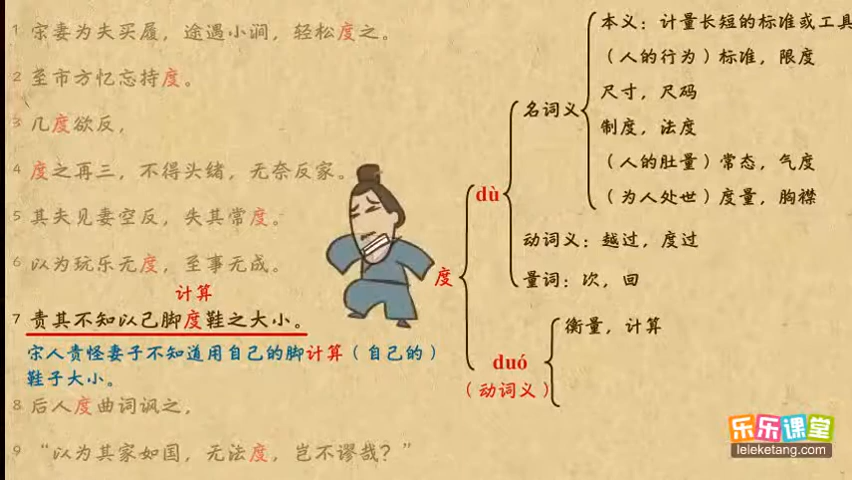 1 宋妻为夫买履，途遇小涧，轻松度之。
2 至市方忆忘持度。
3 几度欲反，
4 度之再三，不得头绪，无奈反家。
5 其夫见妻空反，失其常度。
6 以为玩乐无度，至事无成。
计算
7 责其不知以己脚度鞋之大小。
宋人责怪妻子不知道用自己的脚计算（自己的）
鞋子大小。
8 后人度曲词讽之，
9 “以为其家如国，无法度，岂不谬哉？”
度
dù
名词义
本义：计量长短的标准或工具
（人的行为）标准，限度
尺寸，尺码
制度，法度
（人的肚量）常态，气度
（为人处世）度量，胸襟
动词义：越过，度过
量词：次，回
duó
（动词义）
衡量，计算
乐乐课堂
leleketang.com